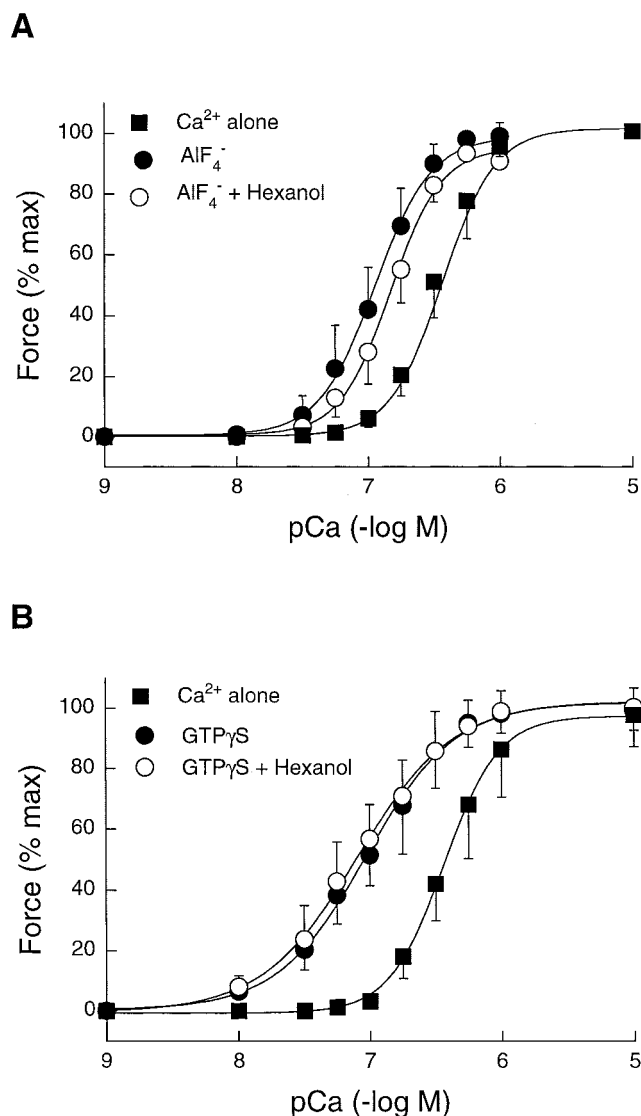 A
Ca²⁺ alone
AlF₄⁻
AlF₄⁻ + Hexanol
100
80
60
40
20
0
Force (% max)
9 8 7 6 5
pCa (-log M)
B
Ca²⁺ alone
GTPγS
GTPγS + Hexanol
100
80
60
40
20
0
Force (% max)
9 8 7 6 5
pCa (-log M)